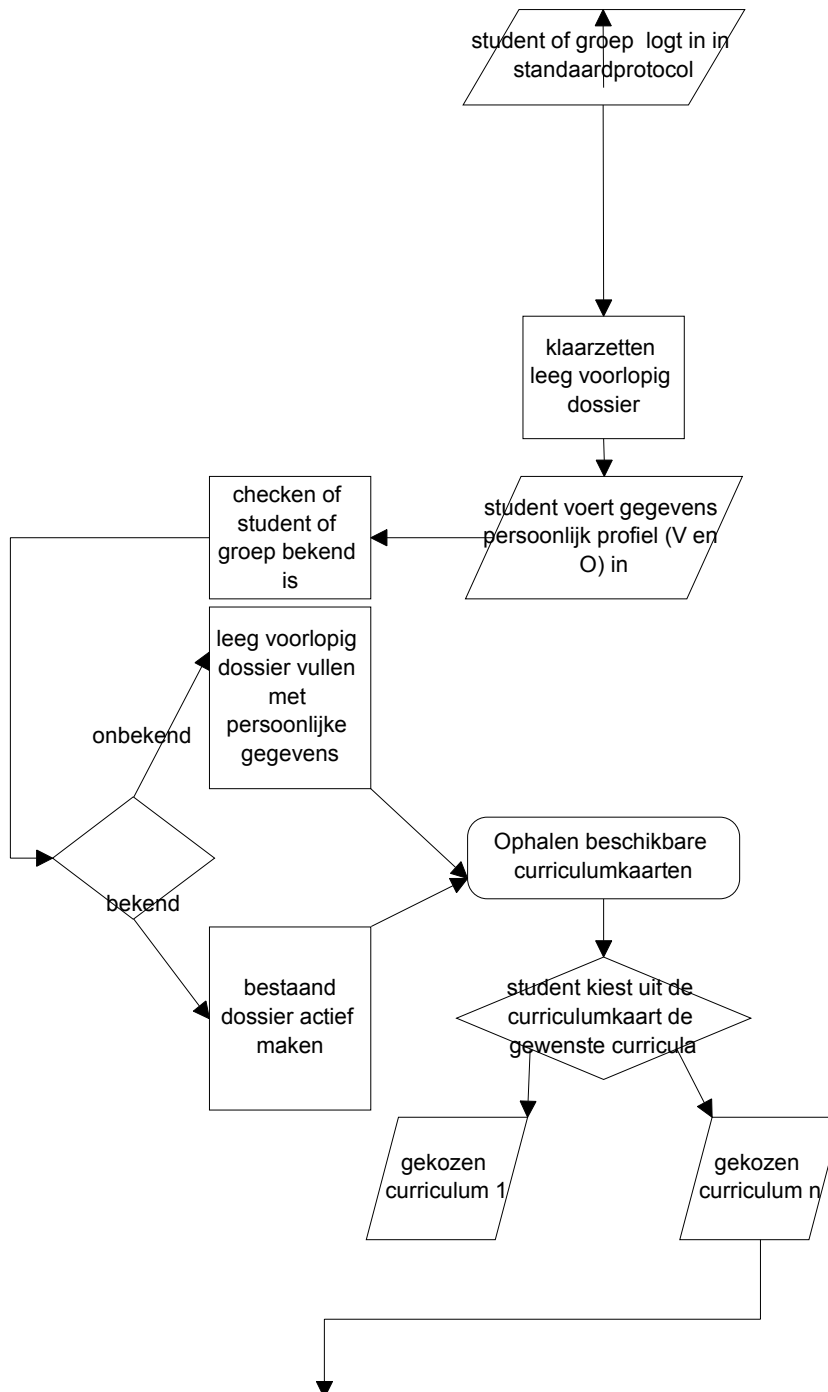 student of groep logt in in
standaardprotocol
klaarzetten
leeg voorlopig
dossier
student voert gegevens
persoonlijk profiel (V en
O) in
checken of
student of
groep bekend
is
leeg voorlopig
dossier vullen
met
persoonlijke
gegevens
onbekend
bekend
bestaand
dossier actief
maken
Ophalen beschikbare
curriculumkaarten
student kiest uit de
curriculumkaart de
gewenste curricula
gekozen
curriculum 1
gekozen
curriculum n